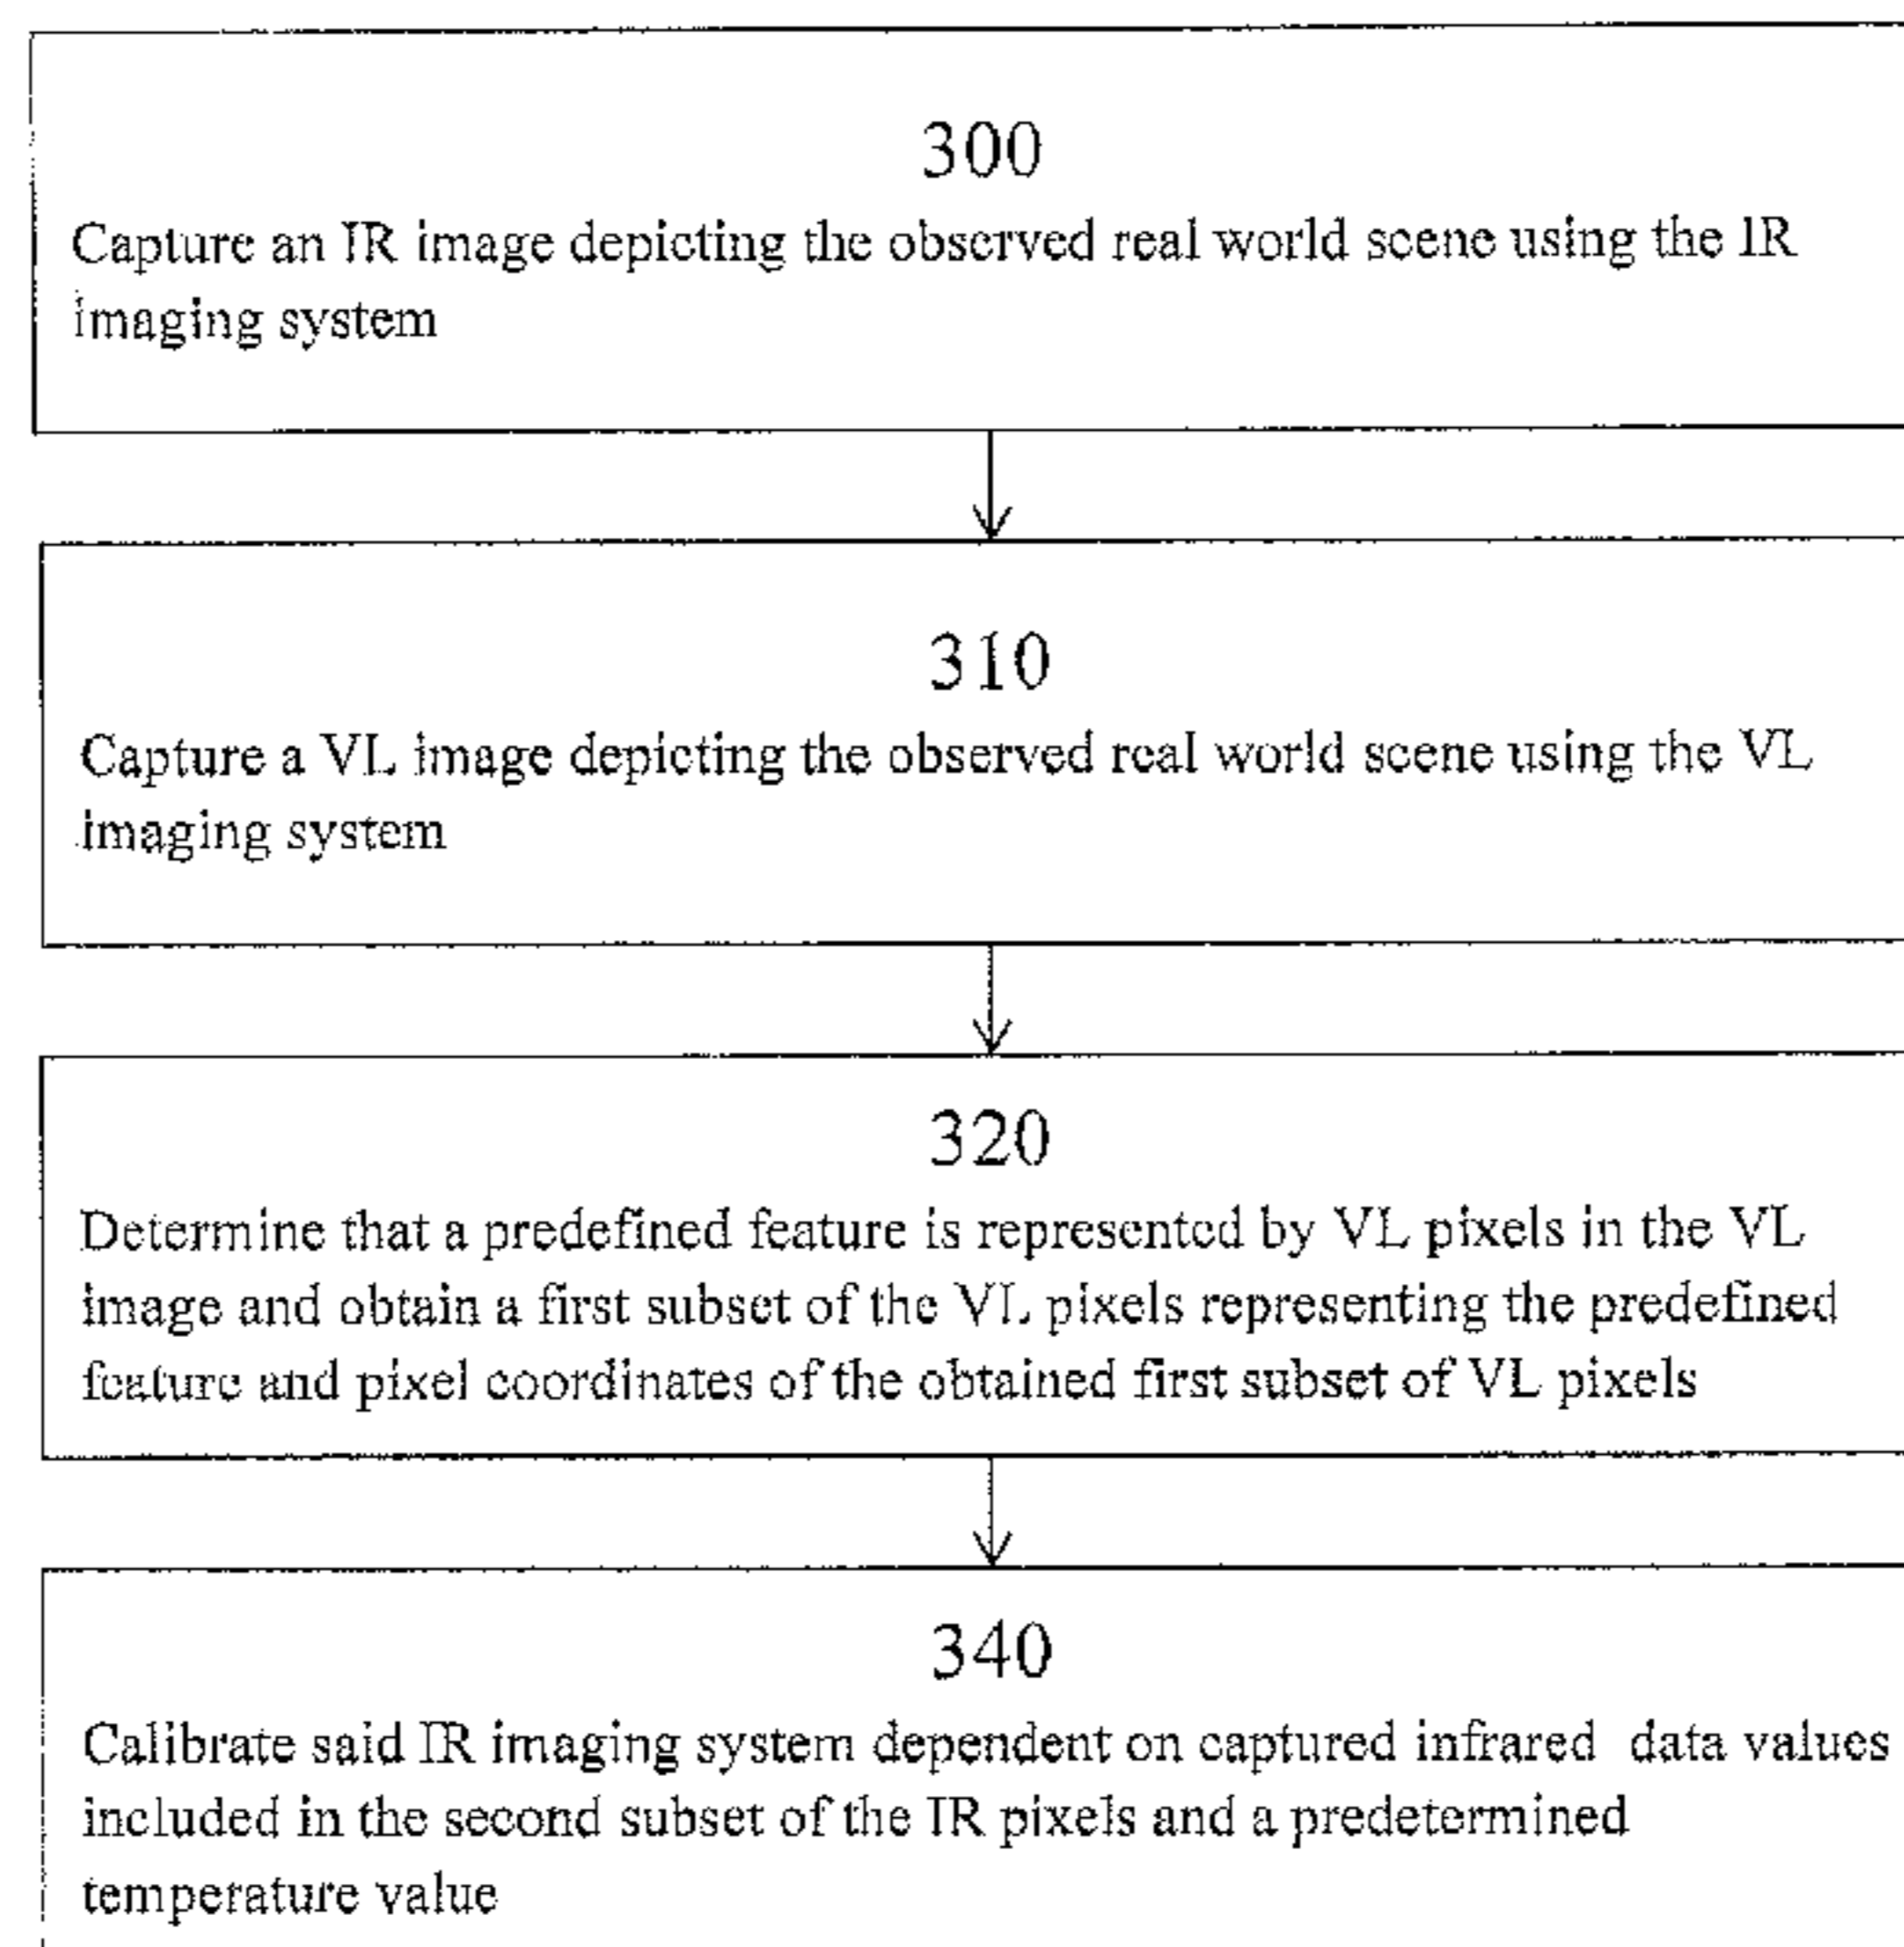 300
Capture an IR image depicting the observed real world scene using the IR
imaging system
310
Capture a VL image depicting the observed real world scene using the VL
imaging system
320
Determine that a predefined feature is represented by VL pixels in the VL
image and obtain a first subset of the VL pixels representing the predefined
feature and pixel coordinates of the obtained first subset of VL pixels
340
Calibrate said IR imaging system dependent on captured infrared data values
included in the second subset of the IR pixels and a predetermined
temperature value